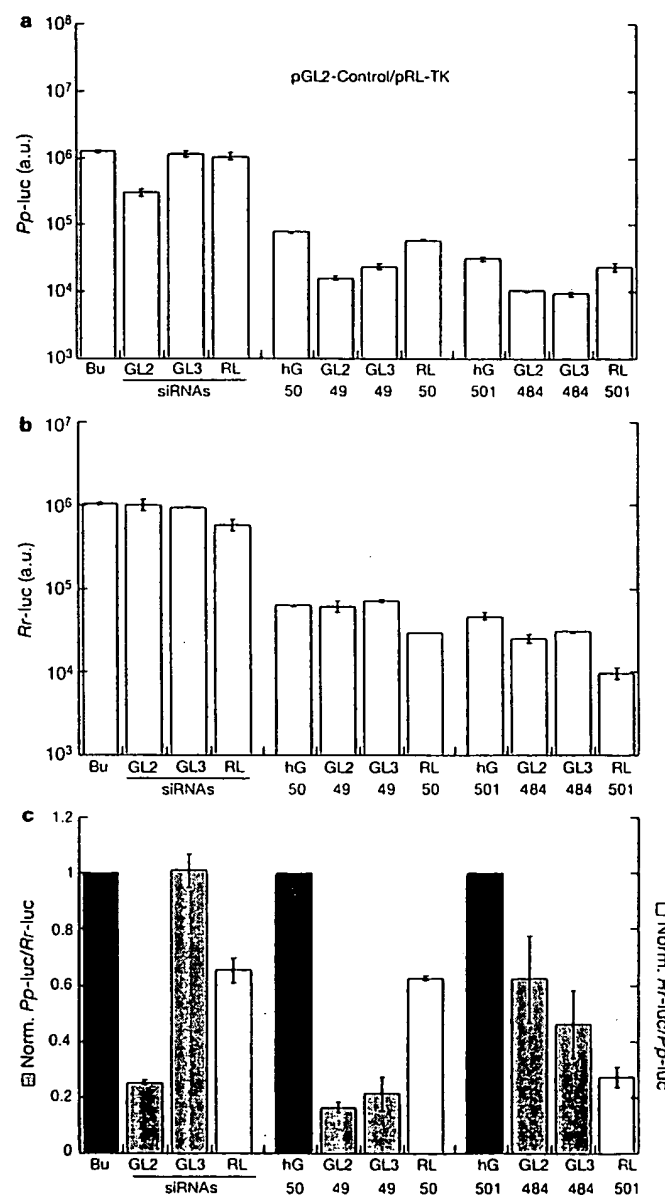 a
10⁸
pGL2-Control/pRL-TK
10⁷
10⁶
10⁵
10⁴
10³
Pp-luc (a.u.)
Bu GL2 GL3 RL hG GL2 GL3 RL hG GL2 GL3 RL
siRNAs 50 49 49 50 501 484 484 501
b
10⁷
10⁶
10⁵
10⁴
10³
Rr-luc (a.u.)
Bu GL2 GL3 RL hG GL2 GL3 RL hG GL2 GL3 RL
siRNAs 50 49 49 50 501 484 484 501
c
1.2
1
0.8
0.6
0.4
0.2
0
Norm. Pp-luc/Rr-luc
Norm. Rr-luc/Pp-luc
Bu GL2 GL3 RL hG GL2 GL3 RL hG GL2 GL3 RL
siRNAs 50 49 49 50 501 484 484 501